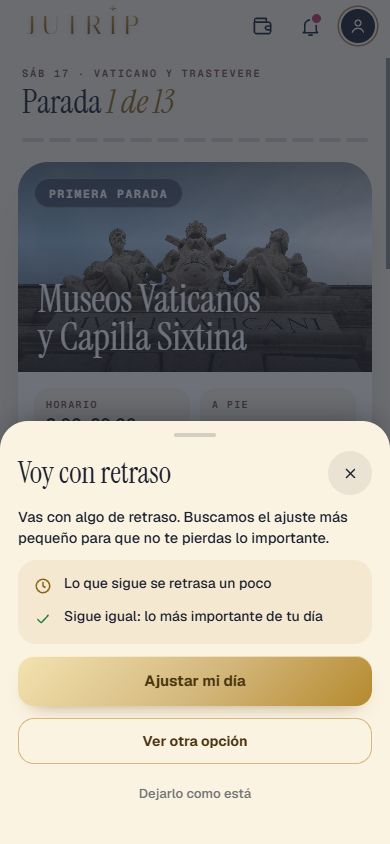 JUTRIP
SÁB 17 · VATICANO Y TRASTEVERE
Parada 1 de 13
PRIMERA PARADA
Museos Vaticanos
y Capilla Sixtina
HORARIO
A PIE
Voy con retraso
Vas con algo de retraso. Buscamos el ajuste más
pequeño para que no te pierdas lo importante.
Lo que sigue se retrasa un poco
Sigue igual: lo más importante de tu día
Ajustar mi día
Ver otra opción
Dejarlo como está